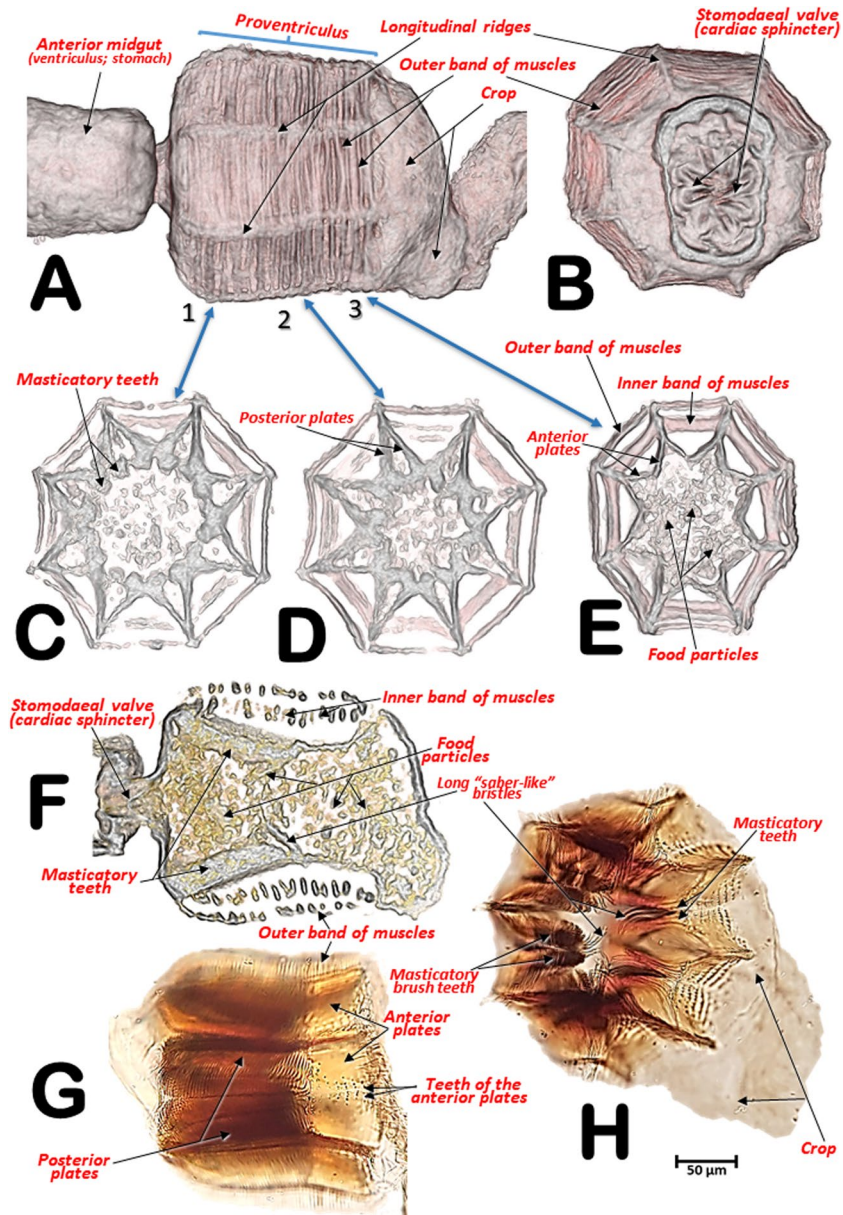 Proventriculus
Longitudinal ridges
Stomodaeal valve
(cardiac sphincter)
Anterior midgut
(ventriculus; stomach)
Outer band of muscles
Crop
A
B
1
2
3
Outer band of muscles
Masticatory teeth
Inner band of muscles
Posterior plates
Anterior
plates
C
D
E
Food particles
Stomodaeal valve
(cardiac sphincter)
Inner band of muscles
Food
particles
Long “saber-like”
bristles
F
Masticatory
teeth
Masticatory
teeth
Outer band of muscles
Masticatory
brush teeth
Anterior
plates
G
Teeth of the
anterior plates
H
Posterior
plates
Crop
50 µm